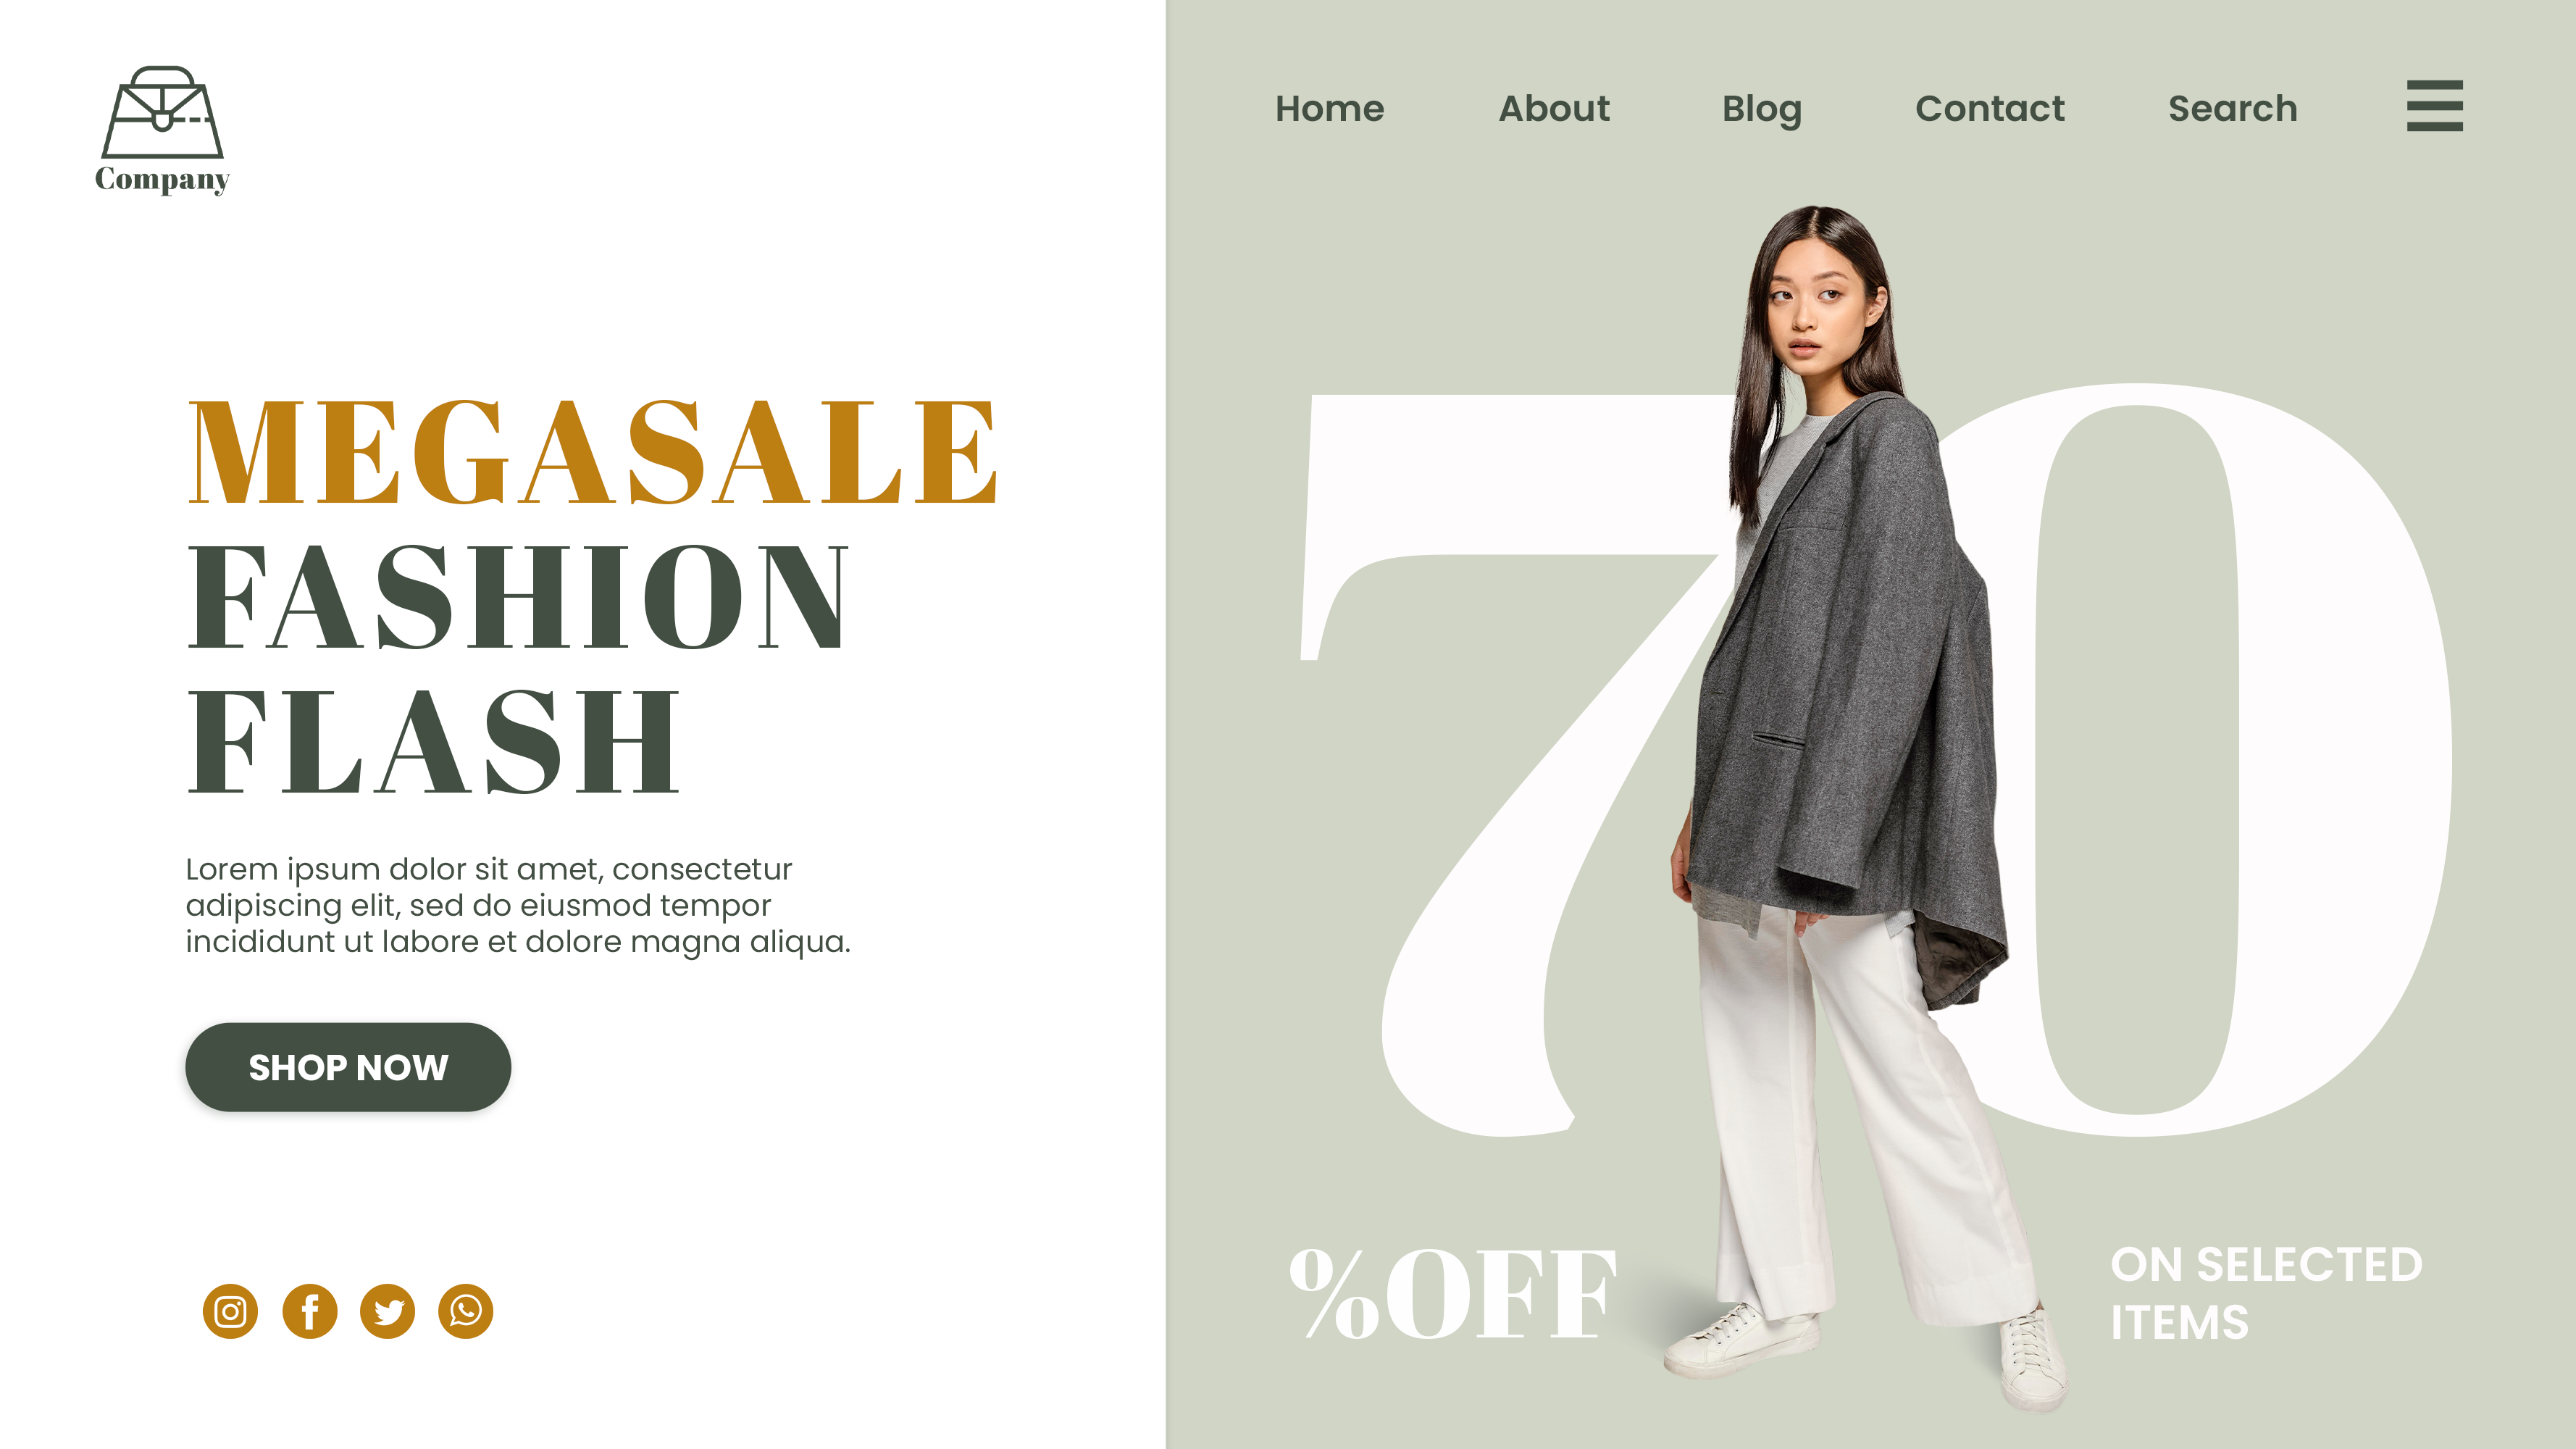 Company
Home About Blog Contact Search
MEGASALE
FASHION
FLASH
Lorem ipsum dolor sit amet, consectetur
adipiscing elit, sed do eiusmod tempor
incididunt ut labore et dolore magna aliqua.
SHOP NOW
70
%OFF
ON SELECTED
ITEMS